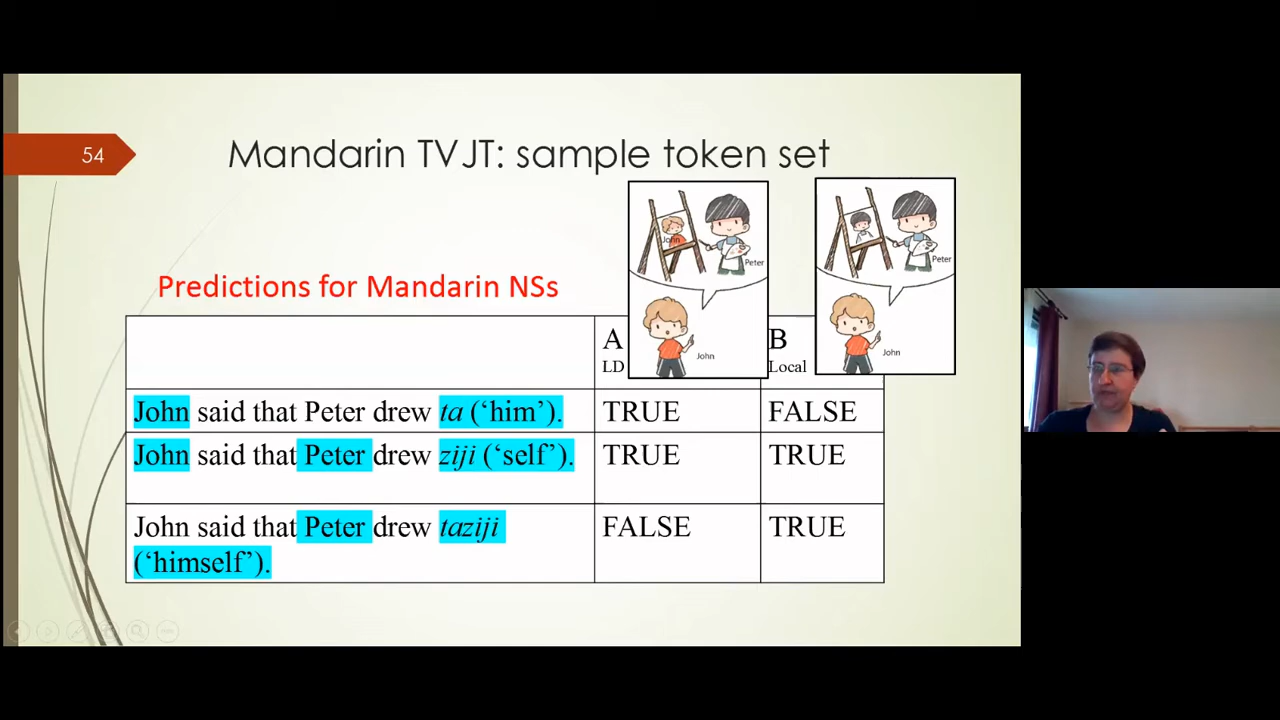 54
Mandarin TVJT: sample token set
John
Peter
Peter
Predictions for Mandarin NSs
John
John
A
LD
B
Local
John said that Peter drew ta (‘him’).
TRUE
FALSE
John said that Peter drew ziji (‘self’).
TRUE
TRUE
John said that Peter drew taziji
(‘himself’).
FALSE
TRUE